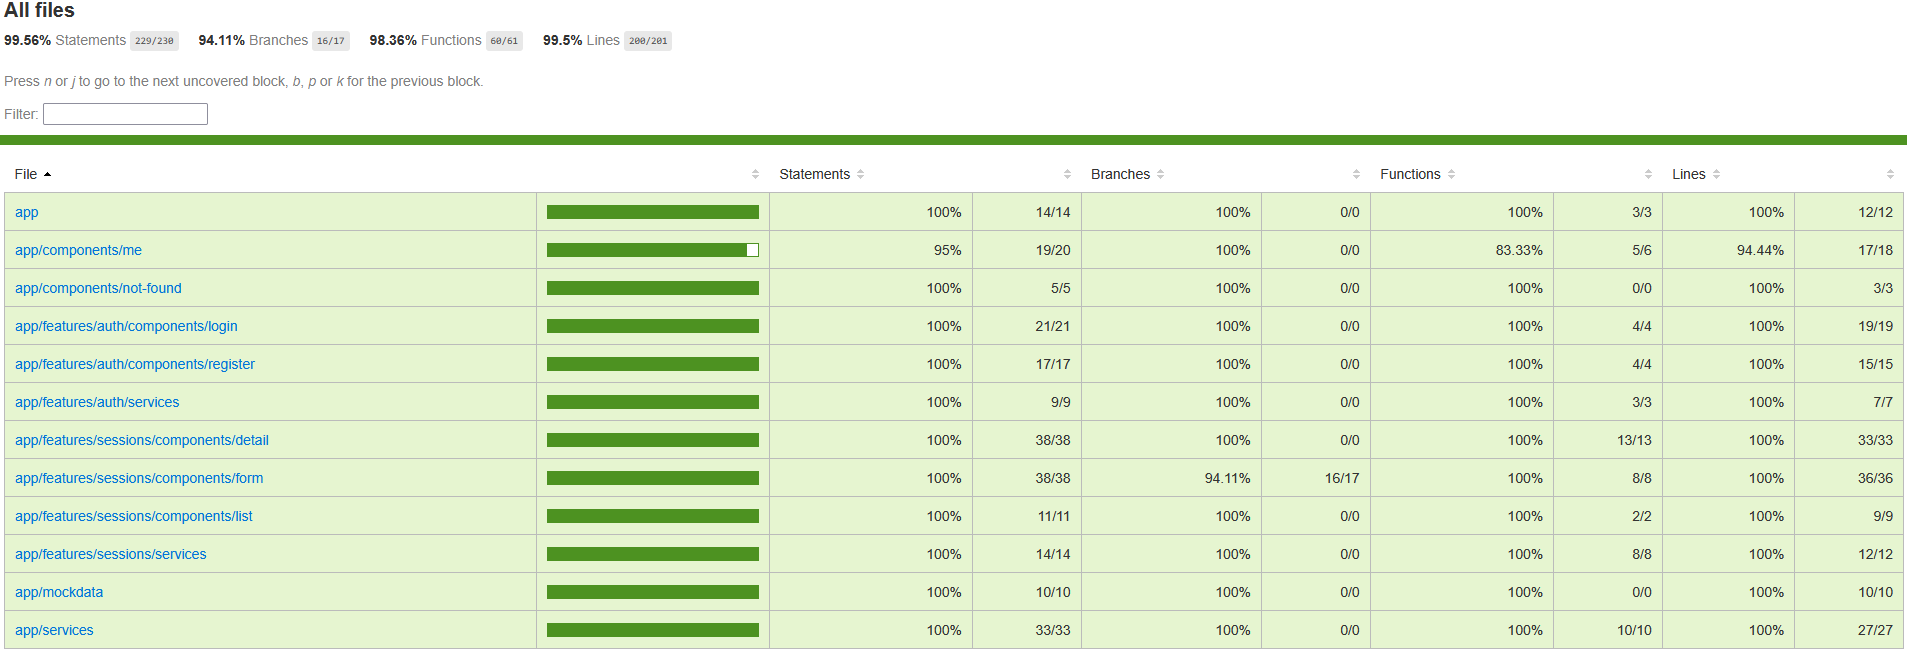 All files
99.56% Statements 229/230 94.11% Branches 16/17 98.36% Functions 60/61 99.5% Lines 200/201
Press n or j to go to the next uncovered block, b, p or k for the previous block.
Filter:
File Statements Branches Functions Lines
app 100% 14/14 100% 0/0 100% 3/3 100% 12/12
app/components/me 95% 19/20 100% 0/0 83.33% 5/6 94.44% 17/18
app/components/not-found 100% 5/5 100% 0/0 100% 0/0 100% 3/3
app/features/auth/components/login 100% 21/21 100% 0/0 100% 4/4 100% 19/19
app/features/auth/components/register 100% 17/17 100% 0/0 100% 4/4 100% 15/15
app/features/auth/services 100% 9/9 100% 0/0 100% 3/3 100% 7/7
app/features/sessions/components/detail 100% 38/38 100% 0/0 100% 13/13 100% 33/33
app/features/sessions/components/form 100% 38/38 94.11% 16/17 100% 8/8 100% 36/36
app/features/sessions/components/list 100% 11/11 100% 0/0 100% 2/2 100% 9/9
app/features/sessions/services 100% 14/14 100% 0/0 100% 8/8 100% 12/12
app/mockdata 100% 10/10 100% 0/0 100% 0/0 100% 10/10
app/services 100% 33/33 100% 0/0 100% 10/10 100% 27/27